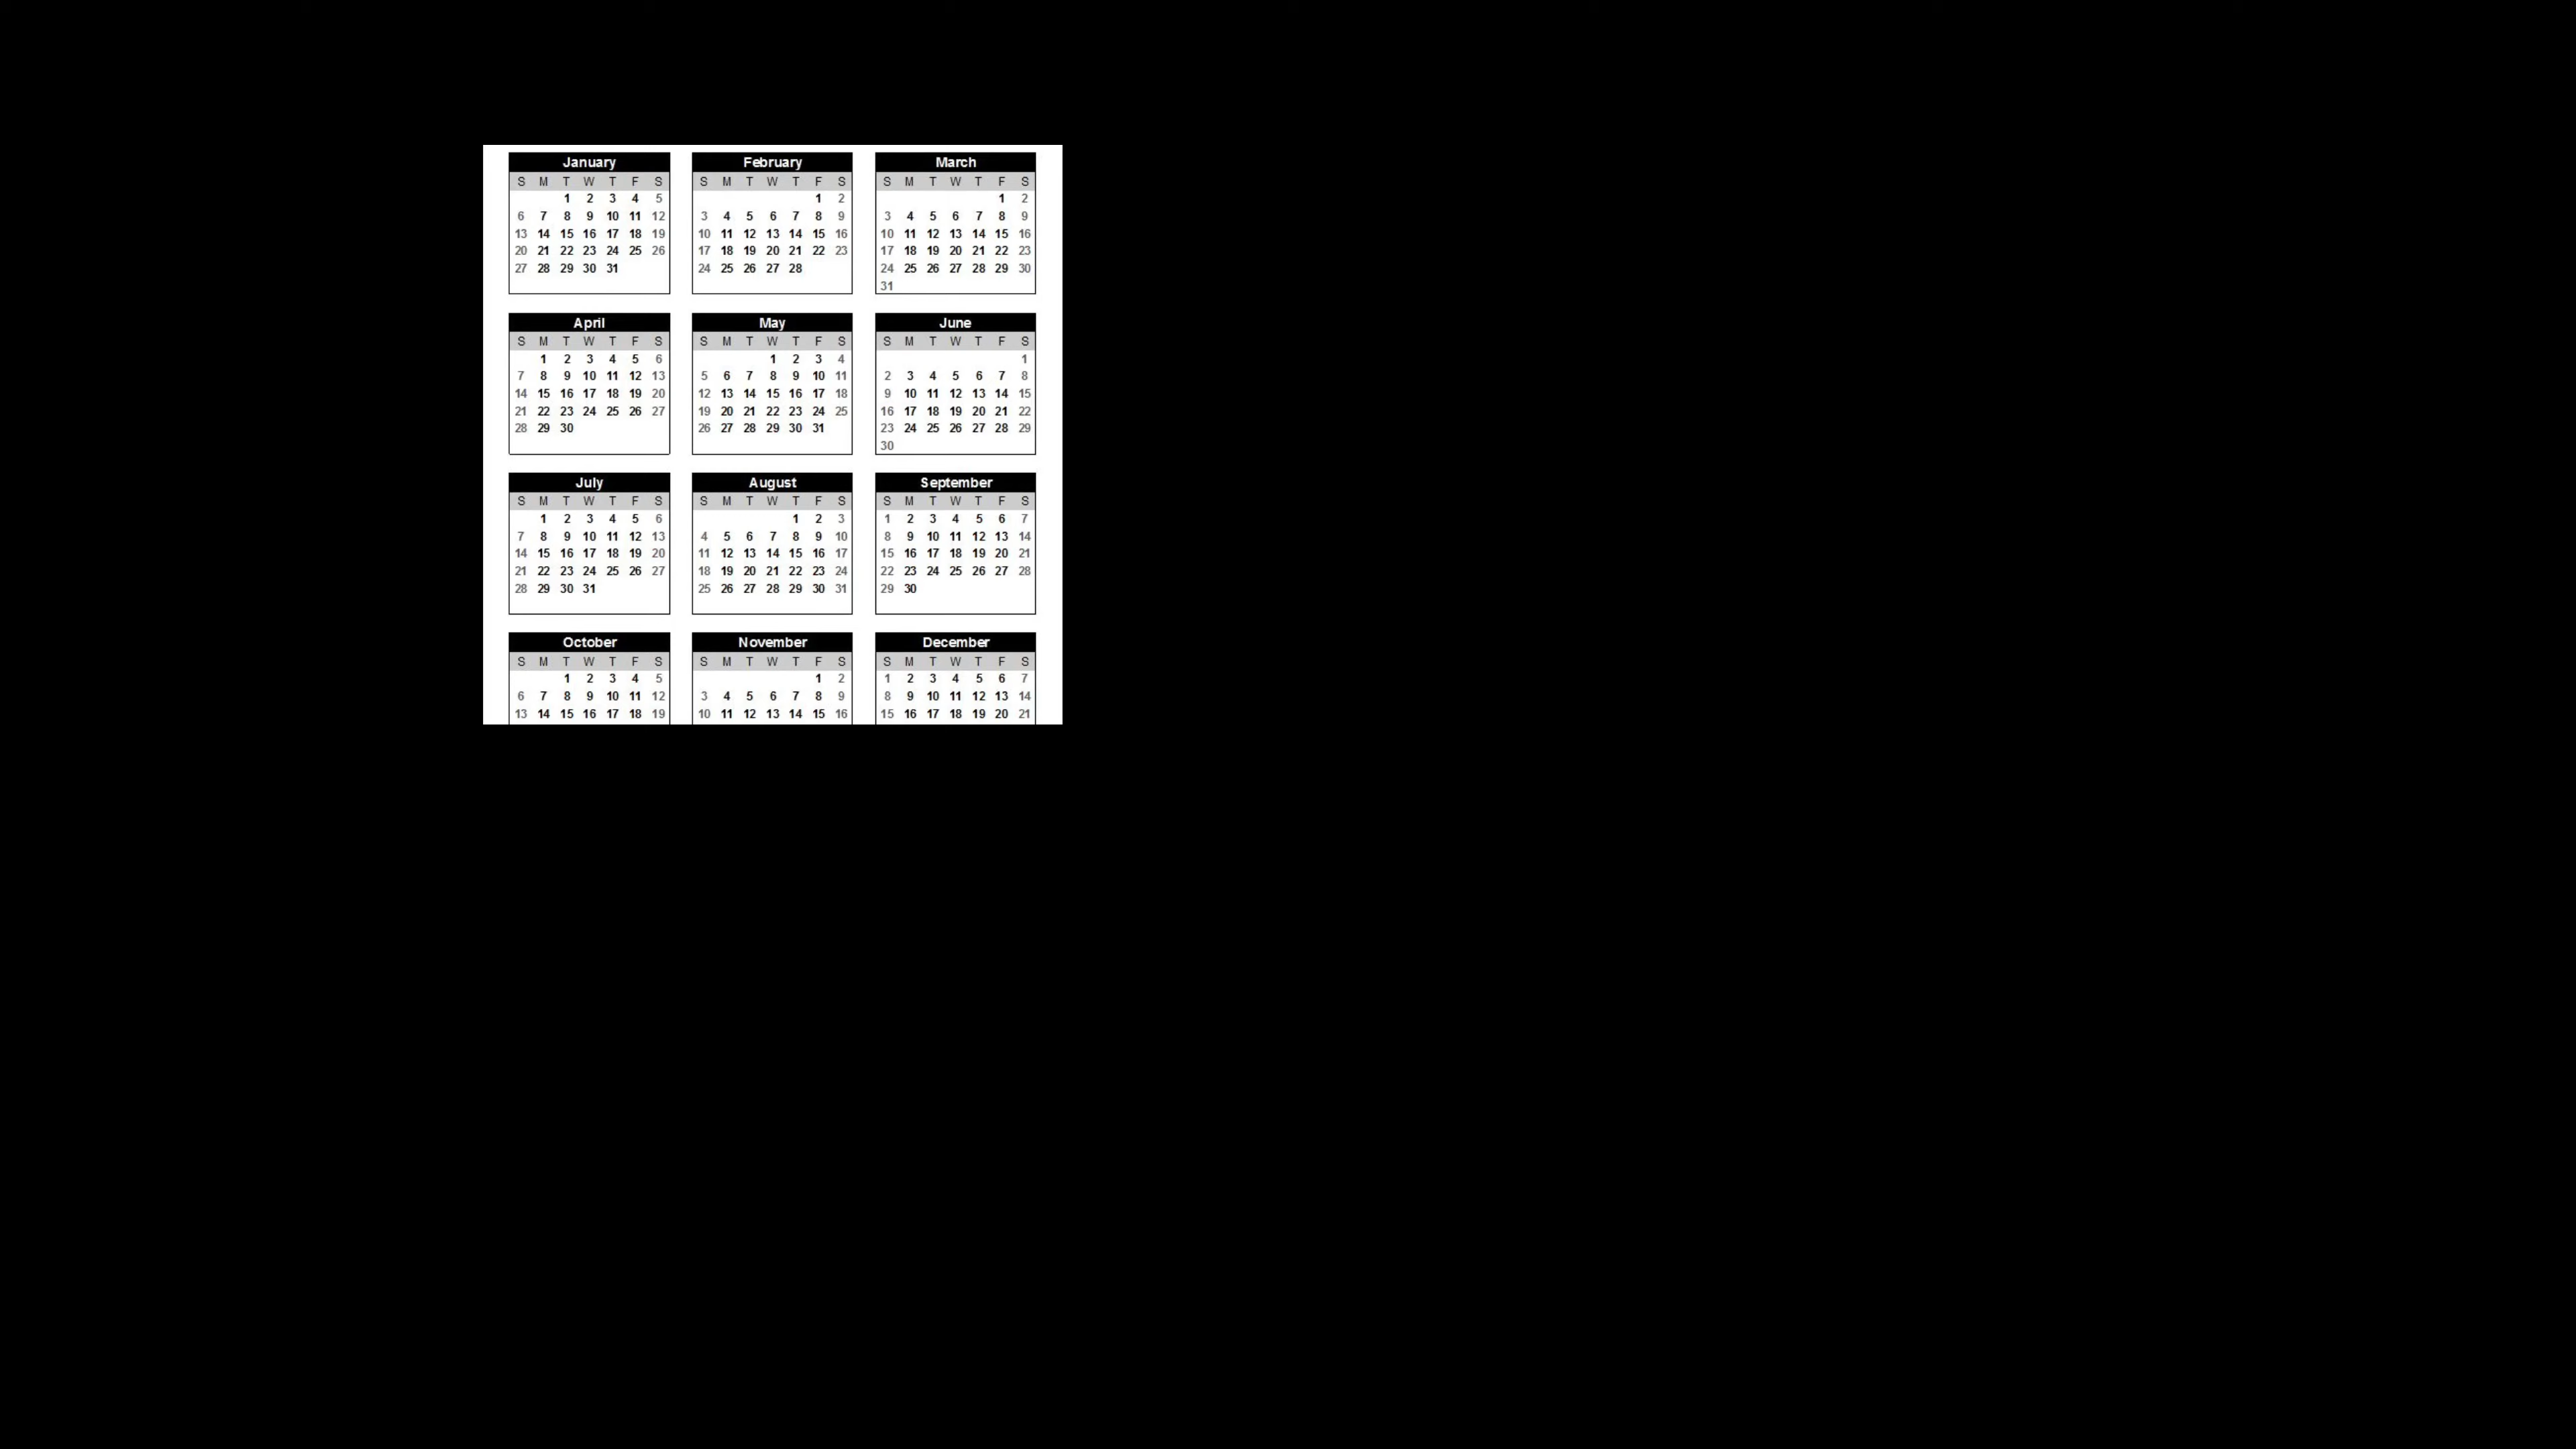 January
S M T W T F S
1 2 3 4 5
6 7 8 9 10 11 12
13 14 15 16 17 18 19
20 21 22 23 24 25 26
27 28 29 30 31
February
S M T W T F S
1 2
3 4 5 6 7 8 9
10 11 12 13 14 15 16
17 18 19 20 21 22 23
24 25 26 27 28
March
S M T W T F S
1 2
3 4 5 6 7 8 9
10 11 12 13 14 15 16
17 18 19 20 21 22 23
24 25 26 27 28 29 30
31
April
S M T W T F S
1 2 3 4 5 6
7 8 9 10 11 12 13
14 15 16 17 18 19 20
21 22 23 24 25 26 27
28 29 30
May
S M T W T F S
1 2 3 4
5 6 7 8 9 10 11
12 13 14 15 16 17 18
19 20 21 22 23 24 25
26 27 28 29 30 31
June
S M T W T F S
1
2 3 4 5 6 7 8
9 10 11 12 13 14 15
16 17 18 19 20 21 22
23 24 25 26 27 28 29
30
July
S M T W T F S
1 2 3 4 5 6
7 8 9 10 11 12 13
14 15 16 17 18 19 20
21 22 23 24 25 26 27
28 29 30 31
August
S M T W T F S
1 2 3
4 5 6 7 8 9 10
11 12 13 14 15 16 17
18 19 20 21 22 23 24
25 26 27 28 29 30 31
September
S M T W T F S
1 2 3 4 5 6 7
8 9 10 11 12 13 14
15 16 17 18 19 20 21
22 23 24 25 26 27 28
29 30
October
S M T W T F S
1 2 3 4 5
6 7 8 9 10 11 12
13 14 15 16 17 18 19
November
S M T W T F S
1 2
3 4 5 6 7 8 9
10 11 12 13 14 15 16
December
S M T W T F S
1 2 3 4 5 6 7
8 9 10 11 12 13 14
15 16 17 18 19 20 21